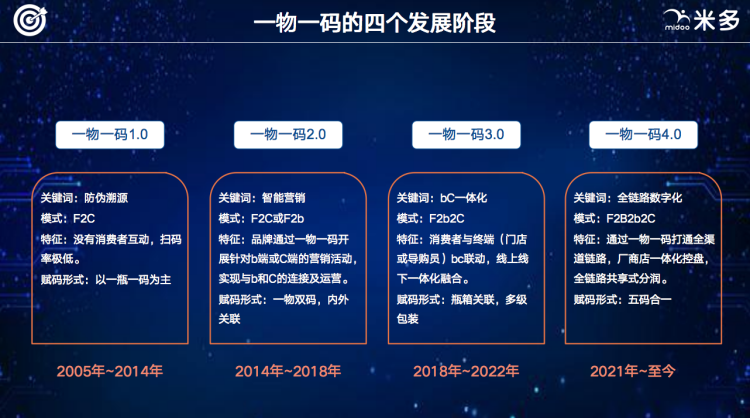 一物一码的四个发展阶段
midoo 米多
一物一码1.0
关键词：防伪溯源
模式：F2C
特征：没有消费者互动，扫码
率极低。
赋码形式：以一瓶一码为主
2005年~2014年
一物一码2.0
关键词：智能营销
模式：F2C或F2b
特征：品牌通过一物一码开
展针对b端或C端的营销活动，
实现与b和C的连接及运营。
赋码形式：一物双码，内外
关联
2014年~2018年
一物一码3.0
关键词：bC一体化
模式：F2b2C
特征：消费者与终端（门店
或导购员）bc联动，线上线
下一体化融合。
赋码形式：瓶箱关联，多级
包装
2018年~2022年
一物一码4.0
关键词：全链路数字化
模式：F2B2b2C
特征：通过一物一码打通全渠
道链路，厂商店一体化控盘，
全链路共享式分润。
赋码形式：五码合一
2021年~至今